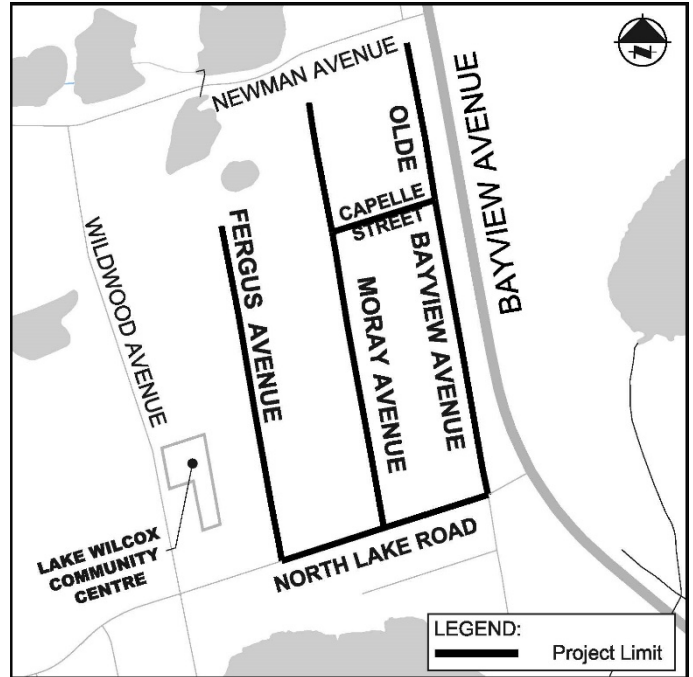 NEWMAN AVENUE
N
OLDE
BAYVIEW AVENUE
BAYVIEW AVENUE
CAPELLE
STREET
MORAY AVENUE
FERGUS AVENUE
WILDWOOD AVENUE
LAKE WILCOX
COMMUNITY
CENTRE
NORTH LAKE ROAD
LEGEND:
Project Limit